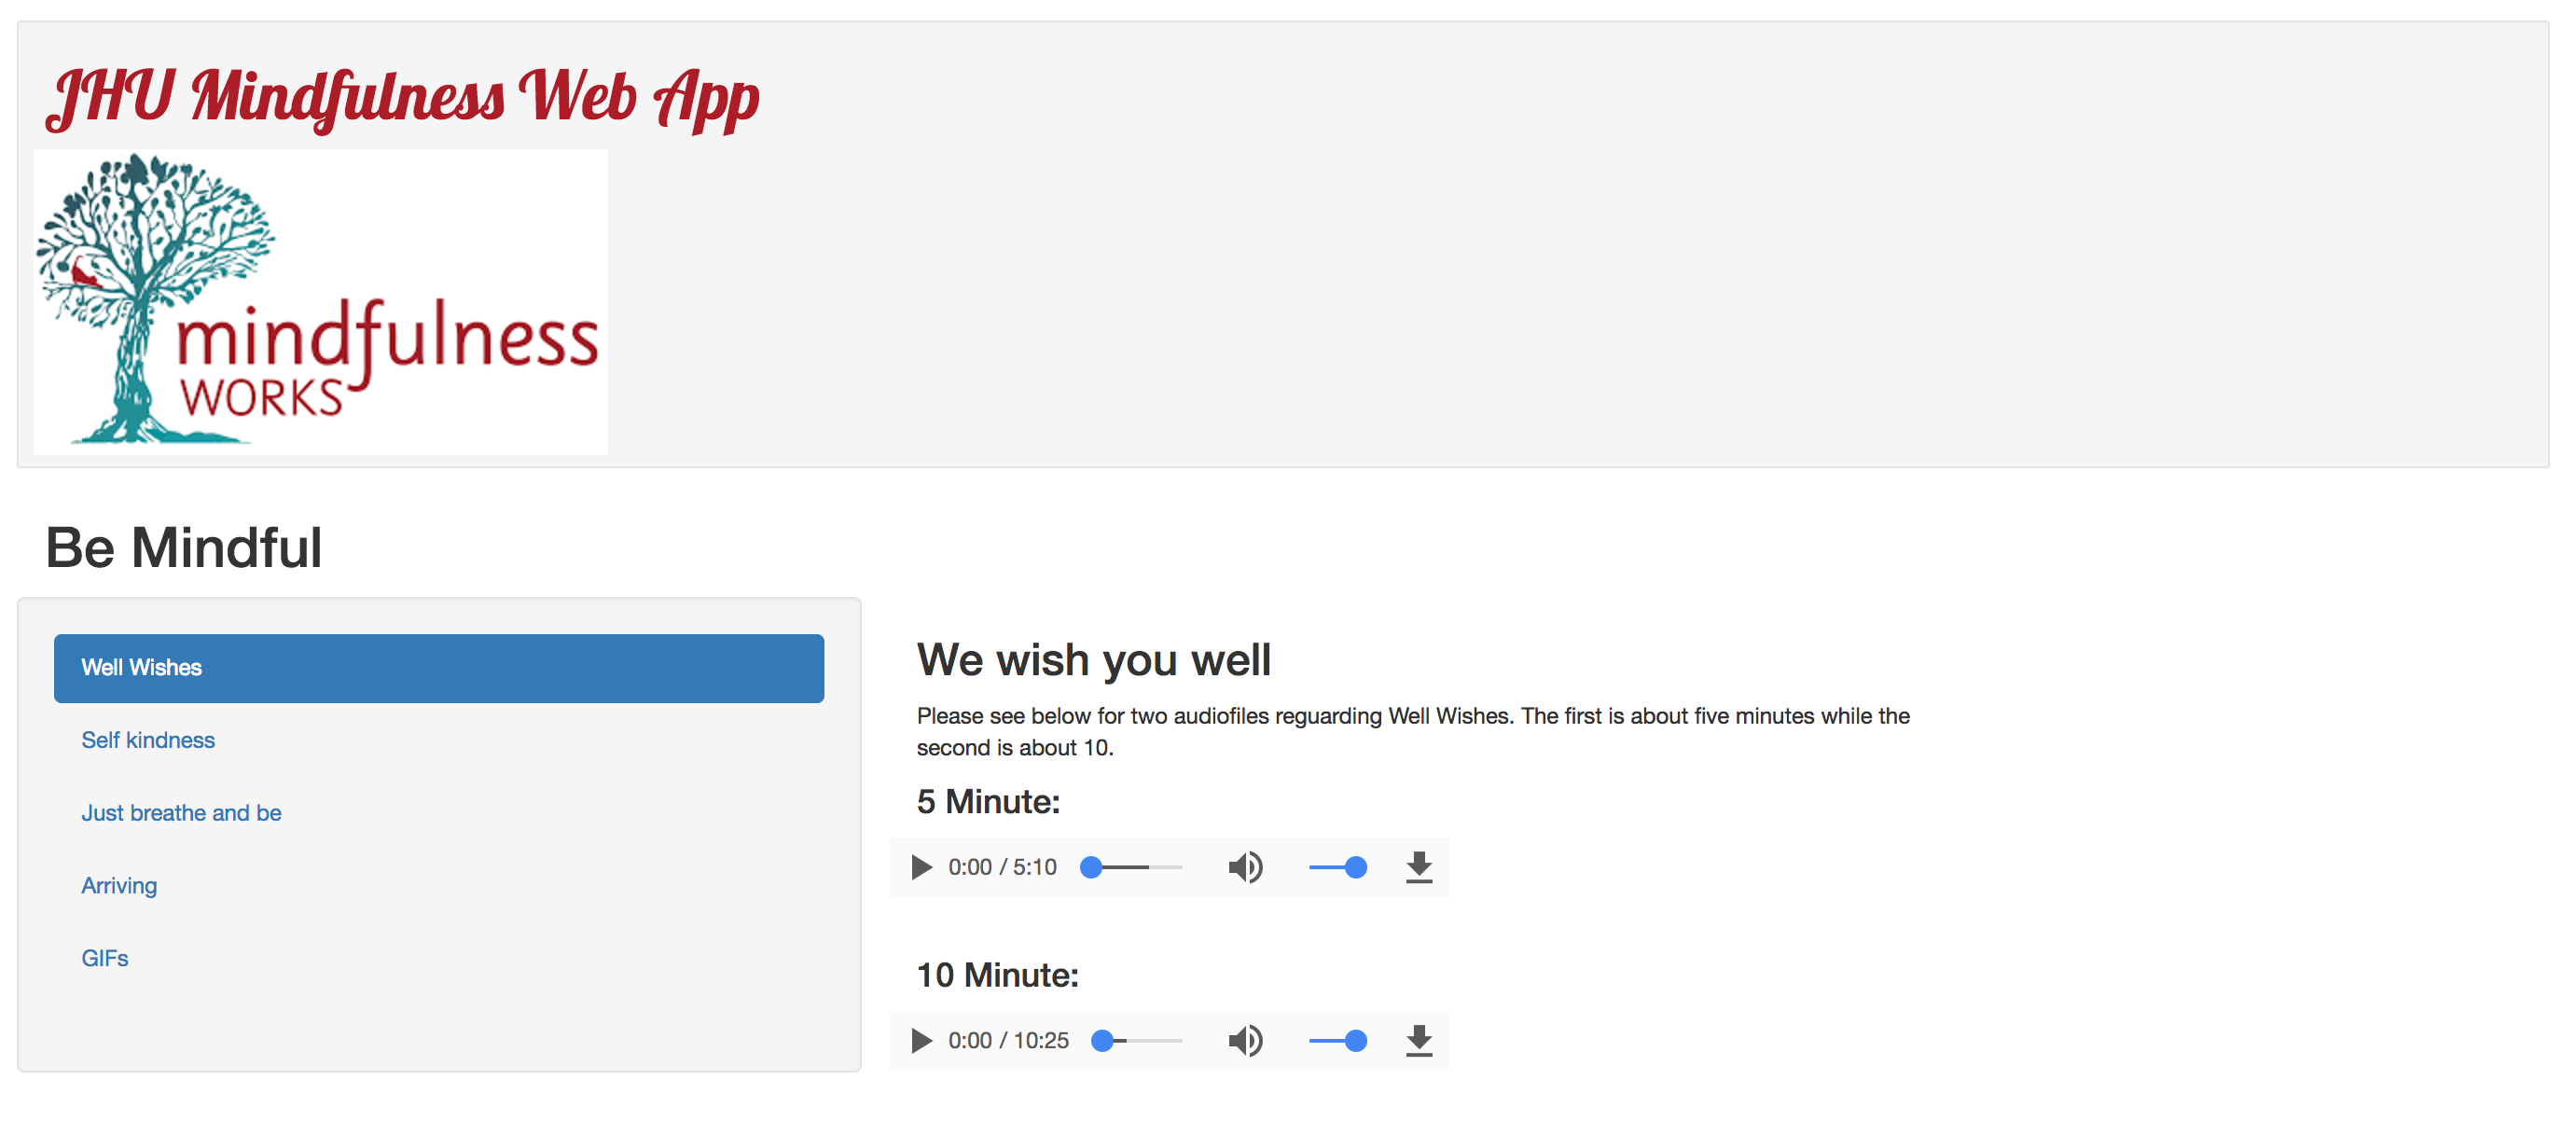 JHU Mindfulness Web App
mindfulness
WORKS
Be Mindful
Well Wishes
Self kindness
Just breathe and be
Arriving
GIFs
We wish you well
Please see below for two audiofiles reguarding Well Wishes. The first is about five minutes while the
second is about 10.
5 Minute:
0:00 / 5:10
10 Minute:
0:00 / 10:25